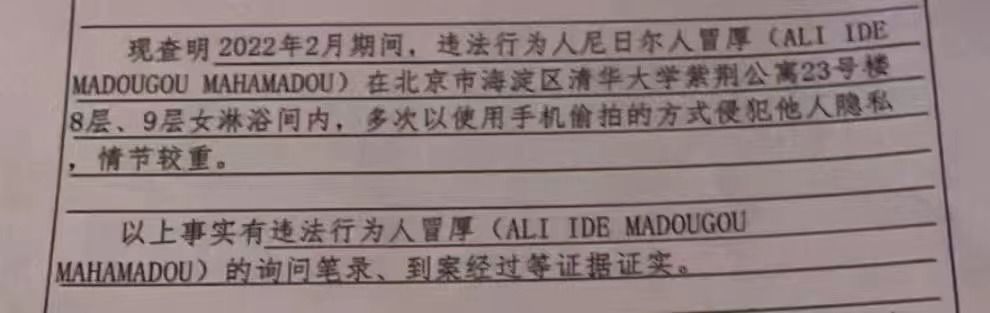 现查明2022年2月期间，违法行为人尼日尔人冒厚（ALI IDE
MADOUGOU MAHAMADOU）在北京市海淀区清华大学紫荆公寓23号楼
8层、9层女淋浴间内，多次以使用手机偷拍的方式侵犯他人隐私
，情节较重。
以上事实有违法行为人冒厚（ALI IDE MADOUGOU
MAHAMADOU）的询问笔录、到案经过等证据证实。